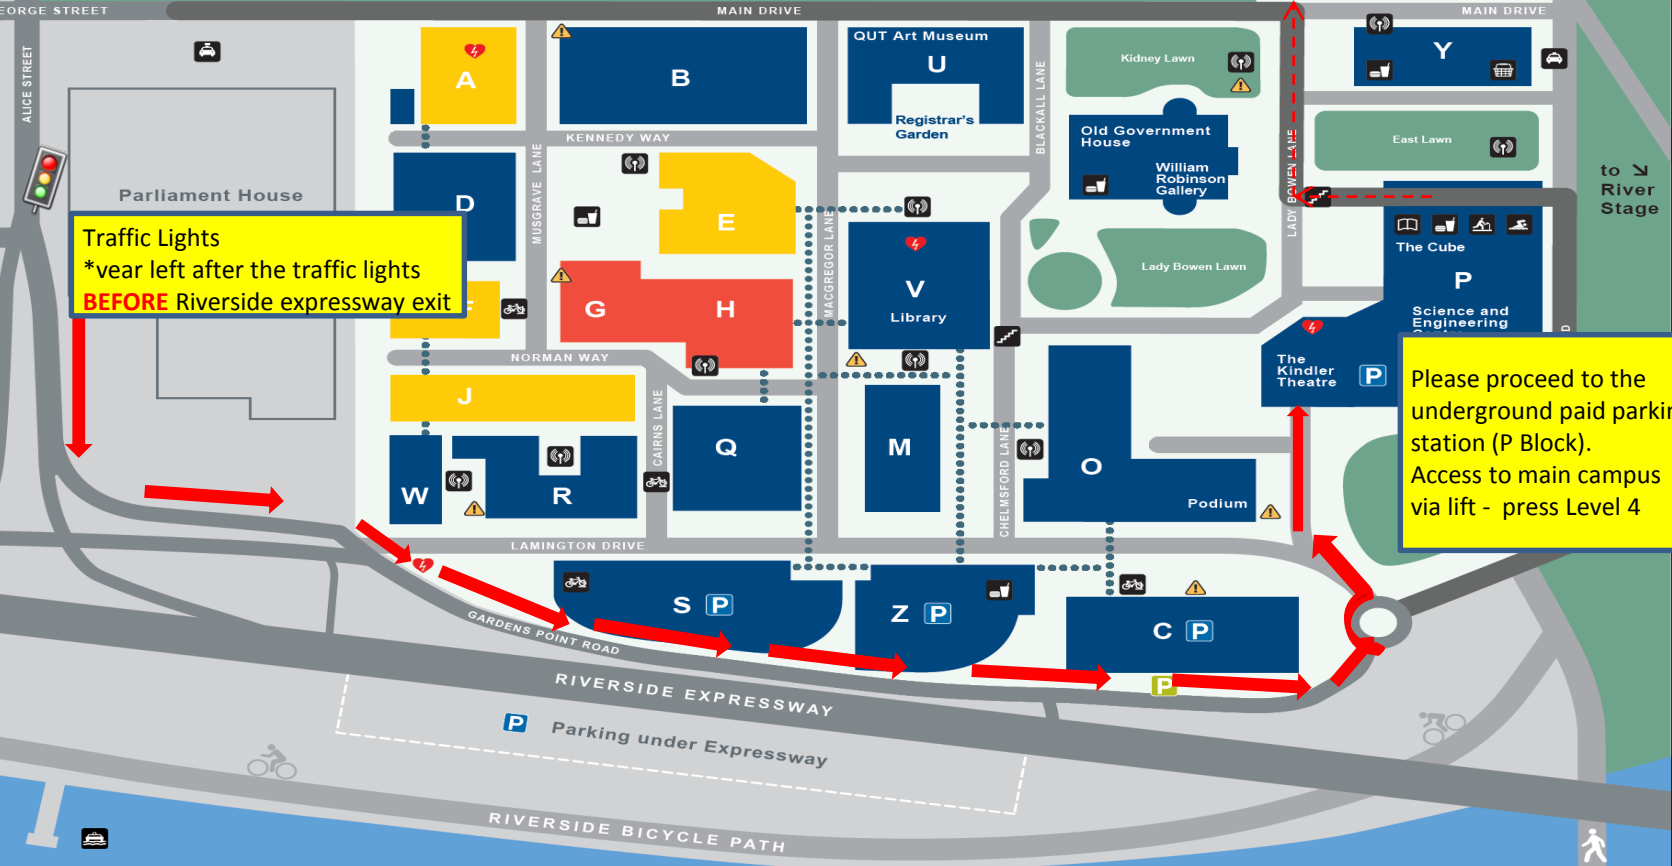 EORGE STREET
MAIN DRIVE
MAIN DRIVE
ALICE STREET
A
B
QUT Art Museum
U
Registrar's
Garden
BLACKALL LANE
Kidney Lawn
Y
KENNEDY WAY
Old Government
House
William
Robinson
Gallery
LADY BOWEN LANE
East Lawn
to ↘
River
Stage
Parliament House
D
MUSGRAVE LANE
E
MACGREGOR LANE
The Cube
P
Science and
Engineering
Traffic Lights
*vear left after the traffic lights
BEFORE Riverside expressway exit
F
G
H
V
Library
Lady Bowen Lawn
NORMAN WAY
The
Kindler
Theatre
P
D
Please proceed to the
underground paid parkin
station (P Block).
Access to main campus
via lift - press Level 4
J
CAIRNS LANE
Q
M
CHELMSFORD LANE
O
Podium
W
R
LAMINGTON DRIVE
S P
Z P
C P
GARDENS POINT ROAD
P
RIVERSIDE EXPRESSWAY
P Parking under Expressway
RIVERSIDE BICYCLE PATH